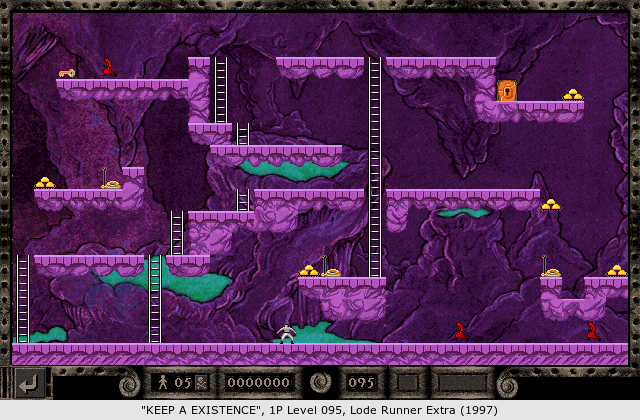 05 0000000 095
"KEEP A EXISTENCE", 1P Level 095, Lode Runner Extra (1997)